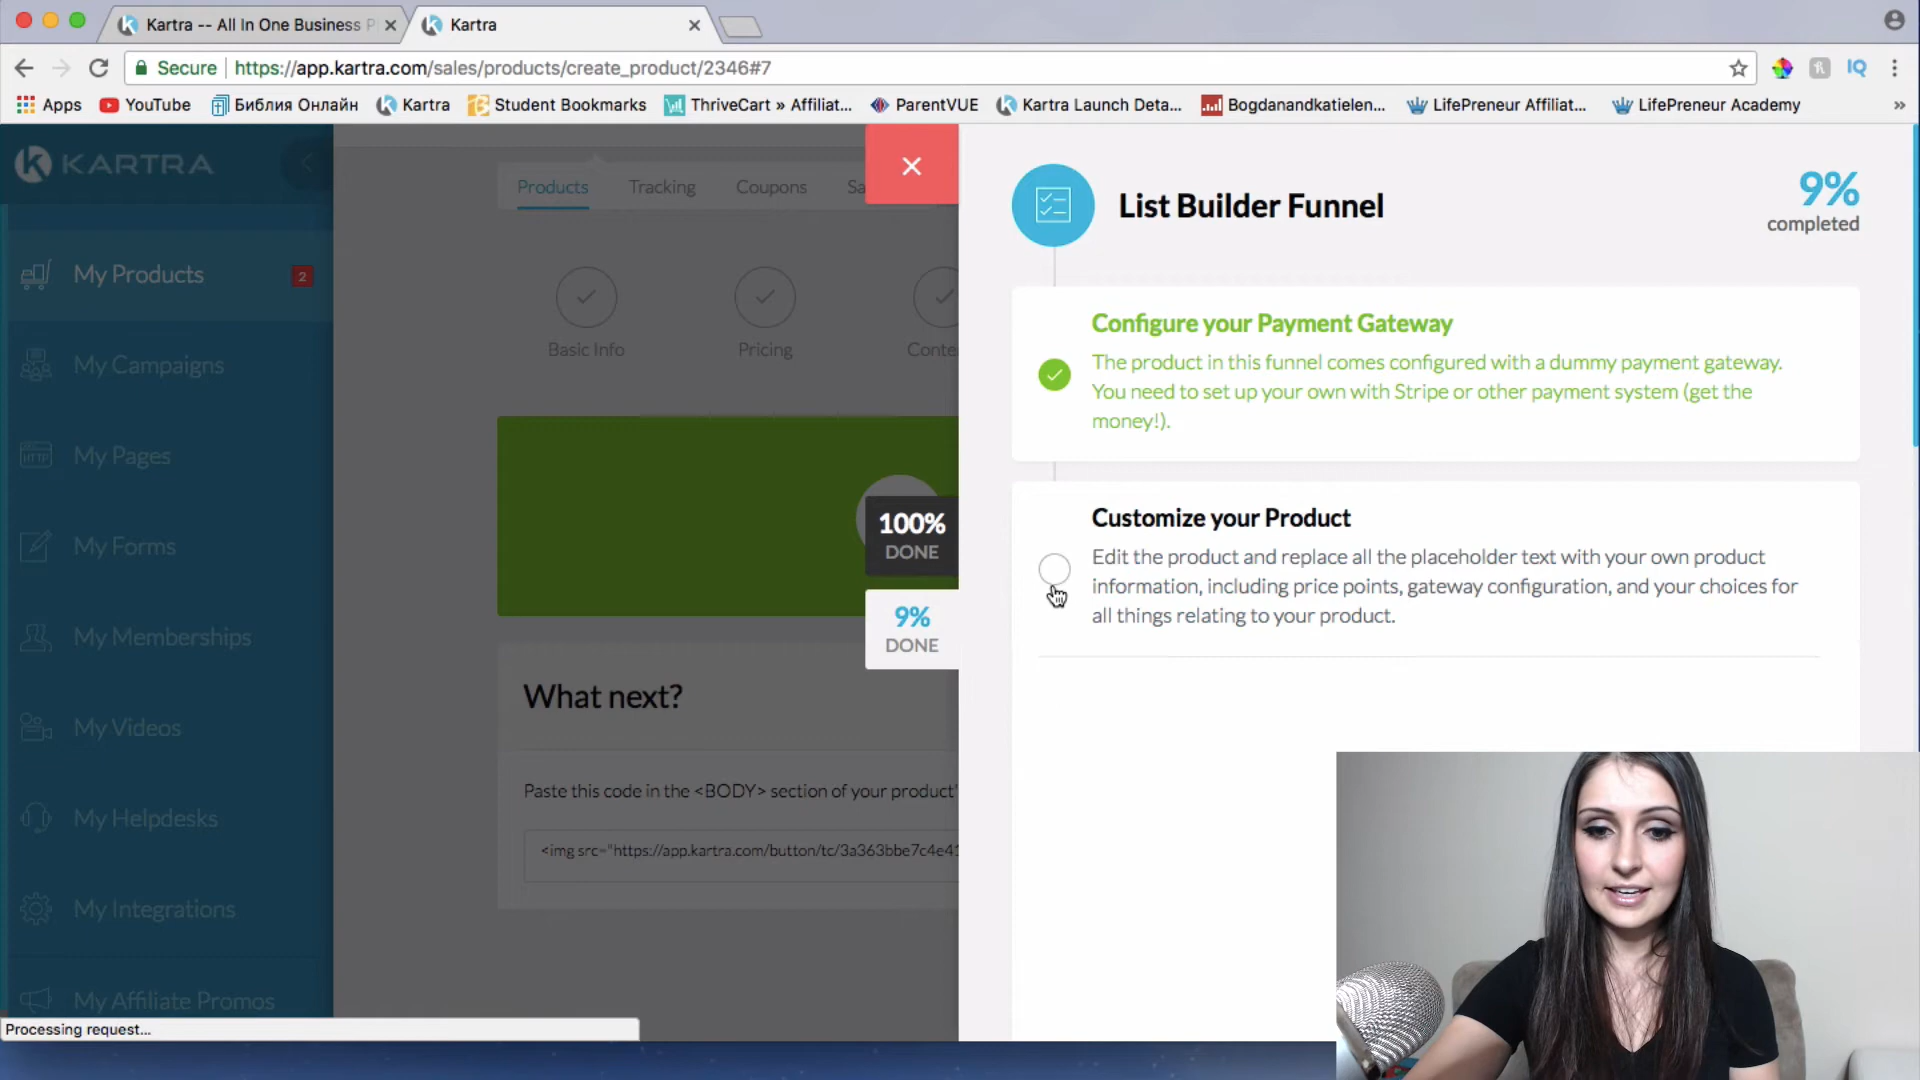 Kartra -- All In One Business P
Kartra
Secure
https://app.kartra.com/sales/products/create_product/2346#7
IQ
Apps
YouTube
Библия Онлайн
Kartra
Student Bookmarks
ThriveCart » Affiliat...
ParentVUE
Kartra Launch Deta...
Bogdanandkatielen...
LifePreneur Affiliat...
LifePreneur Academy
»
KARTRA
My Products
2
My Campaigns
HTTP
My Pages
My Forms
My Memberships
My Videos
My Helpdesks
My Integrations
My Affiliate Promos
Processing request...
Products
Tracking
Coupons
Sa
Basic Info
Pricing
Conte
What next?
Paste this code in the <BODY> section of your product'
<img src="https://app.kartra.com/button/tc/3a363bbe7c4e41
100%
DONE
9%
DONE
List Builder Funnel
9%
completed
Configure your Payment Gateway
The product in this funnel comes configured with a dummy payment gateway.
You need to set up your own with Stripe or other payment system (get the
money!).
Customize your Product
Edit the product and replace all the placeholder text with your own product
information, including price points, gateway configuration, and your choices for
all things relating to your product.